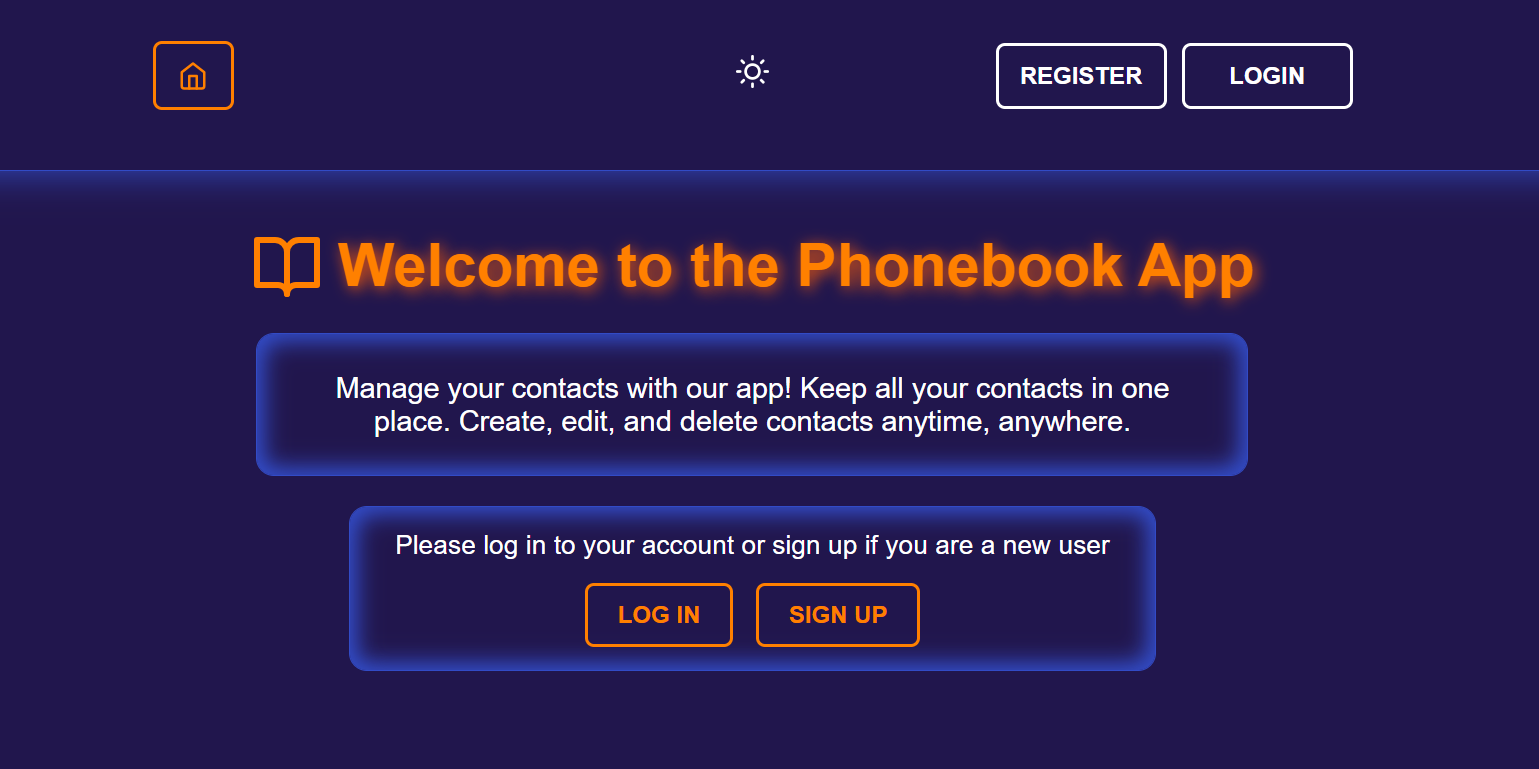 REGISTER
LOGIN
Welcome to the Phonebook App
Manage your contacts with our app! Keep all your contacts in one
place. Create, edit, and delete contacts anytime, anywhere.
Please log in to your account or sign up if you are a new user
LOG IN
SIGN UP